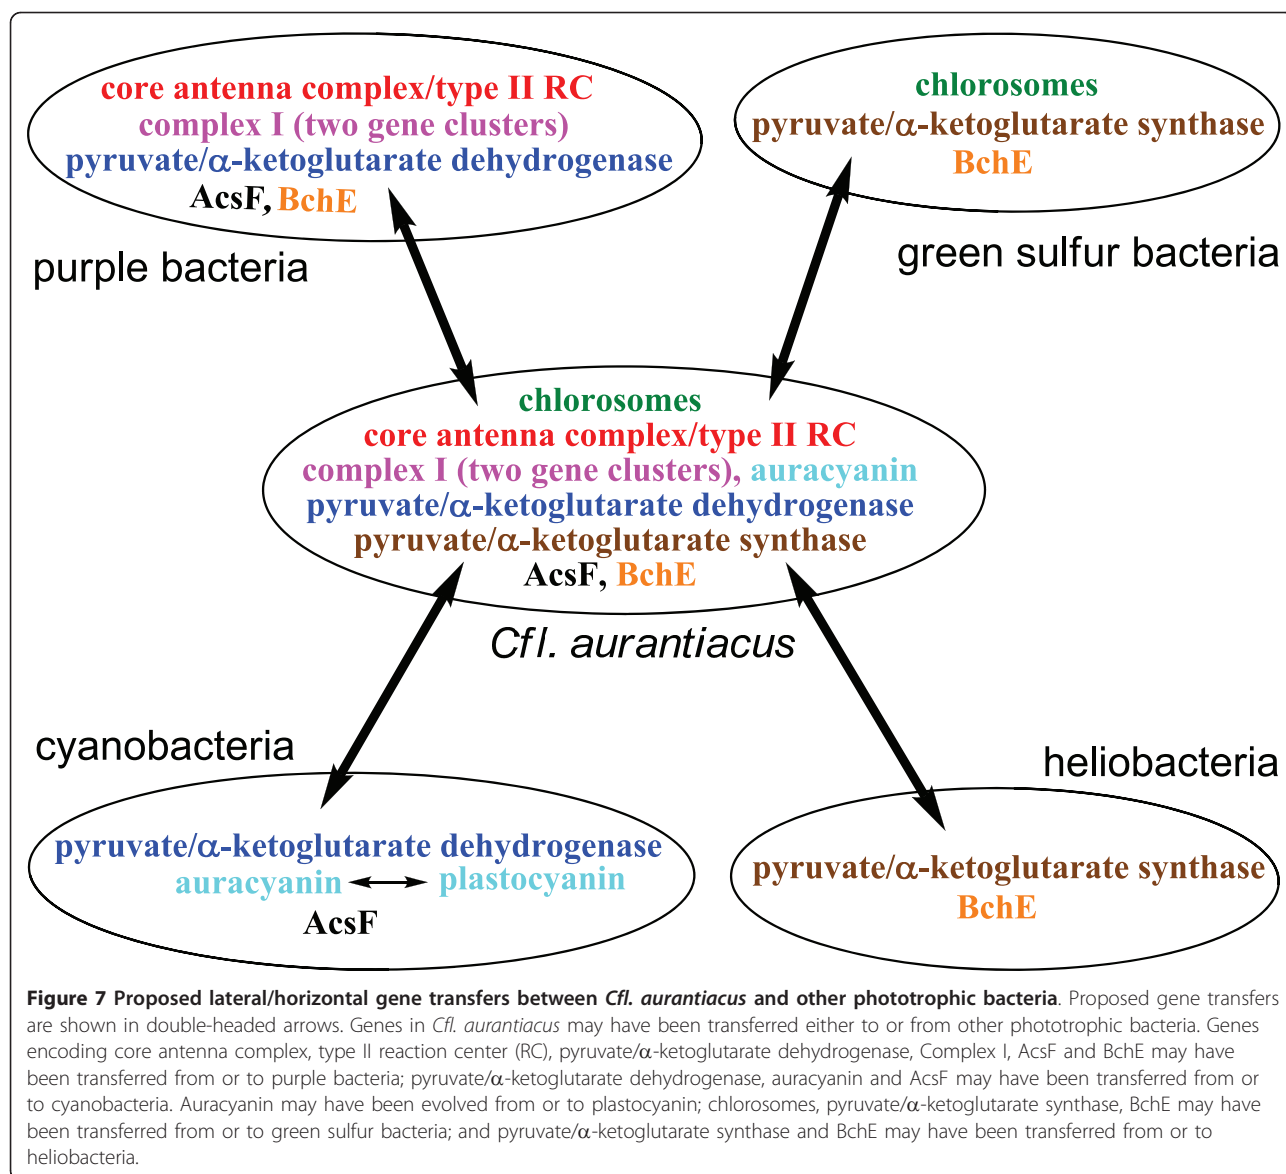 core antenna complex/type II RC
complex I (two gene clusters)
pyruvate/α-ketoglutarate dehydrogenase
AcsF, BchE
purple bacteria
chlorosomes
pyruvate/α-ketoglutarate synthase
BchE
green sulfur bacteria
chlorosomes
core antenna complex/type II RC
complex I (two gene clusters), auracyanin
pyruvate/α-ketoglutarate dehydrogenase
pyruvate/α-ketoglutarate synthase
AcsF, BchE
Cfl. aurantiacus
cyanobacteria
pyruvate/α-ketoglutarate dehydrogenase
auracyanin plastocyanin
AcsF
heliobacteria
pyruvate/α-ketoglutarate synthase
BchE
Figure 7 Proposed lateral/horizontal gene transfers between Cfl. aurantiacus and other phototrophic bacteria. Proposed gene transfers
are shown in double-headed arrows. Genes in Cfl. aurantiacus may have been transferred either to or from other phototrophic bacteria. Genes
encoding core antenna complex, type II reaction center (RC), pyruvate/α-ketoglutarate dehydrogenase, Complex I, AcsF and BchE may have
been transferred from or to purple bacteria; pyruvate/α-ketoglutarate dehydrogenase, auracyanin and AcsF may have been transferred from or
to cyanobacteria. Auracyanin may have been evolved from or to plastocyanin; chlorosomes, pyruvate/α-ketoglutarate synthase, BchE may have
been transferred from or to green sulfur bacteria; and pyruvate/α-ketoglutarate synthase and BchE may have been transferred from or to
heliobacteria.